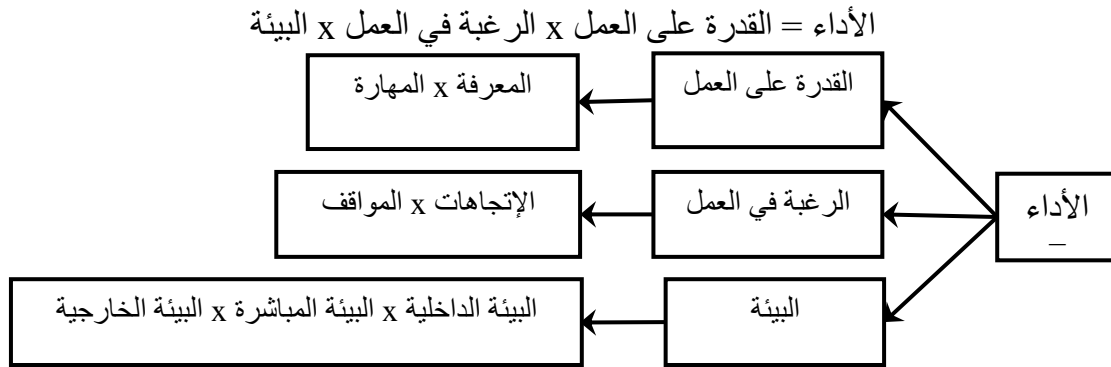 الأداء = القدرة على العمل x الرغبة في العمل x البيئة
القدرة على العمل
المعرفة x المهارة
الأداء
–
الرغبة في العمل
الإتجاهات x المواقف
البيئة
البيئة الداخلية x البيئة المباشرة x البيئة الخارجية